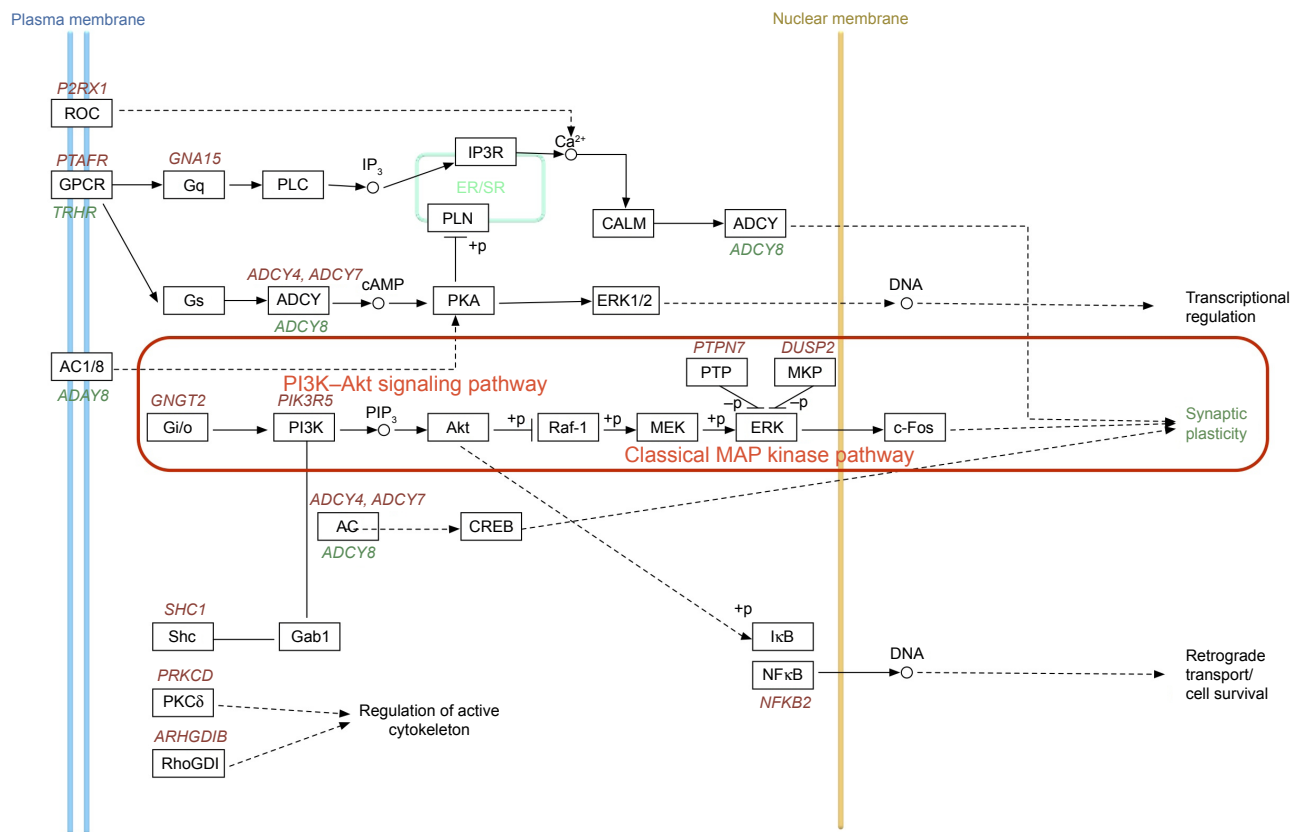 Plasma membrane
Nuclear membrane
P2RX1
ROC
Ca2+
PTAFR
GNA15
IP3
IP3R
GPCR
Gq
PLC
ER/SR
TRHR
PLN
CALM
ADCY
+p
ADCY8
ADCY4, ADCY7
cAMP
Gs
ADCY
PKA
ERK1/2
DNA
Transcriptional
regulation
ADCY8
PTPN7
DUSP2
AC1/8
PTP
MKP
ADAY8
PI3K–Akt signaling pathway
–p
–p
GNGT2
PIK3R5
PIP3
Gi/o
PI3K
Akt
+p
Raf-1
+p
MEK
+p
ERK
c-Fos
Synaptic
plasticity
Classical MAP kinase pathway
ADCY4, ADCY7
AC
CREB
ADCY8
SHC1
+p
Shc
Gab1
IκB
DNA
PRKCD
NFκB
Retrograde
transport/
cell survival
NFKB2
PKCδ
Regulation of active
cytokeleton
ARHGDIB
RhoGDI